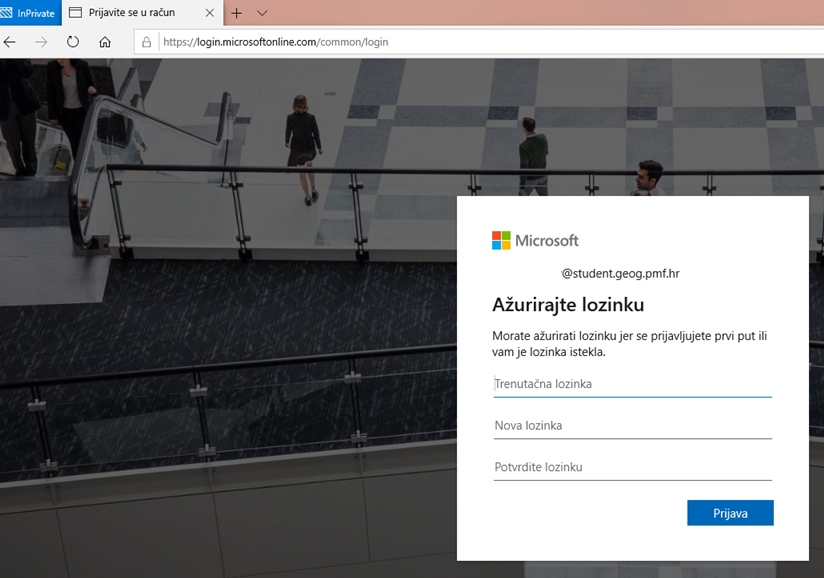 InPrivate
Prijavite se u račun
https://login.microsoftonline.com/common/login
Microsoft
@student.geog.pmf.hr
Ažurirajte lozinku
Morate ažurirati lozinku jer se prijavljujete prvi put ili
vam je lozinka istekla.
Trenutačna lozinka
Nova lozinka
Potvrdite lozinku
Prijava